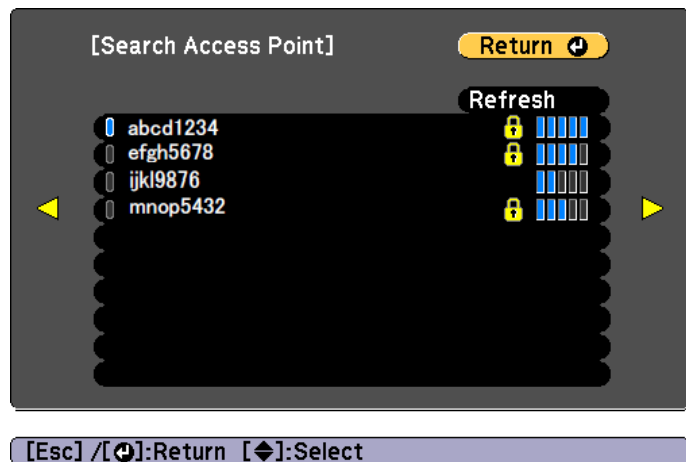 [Search Access Point]
Return
Refresh
abcd1234
efgh5678
ijkl9876
mnop5432
[Esc] /[⏎]:Return [◆]:Select